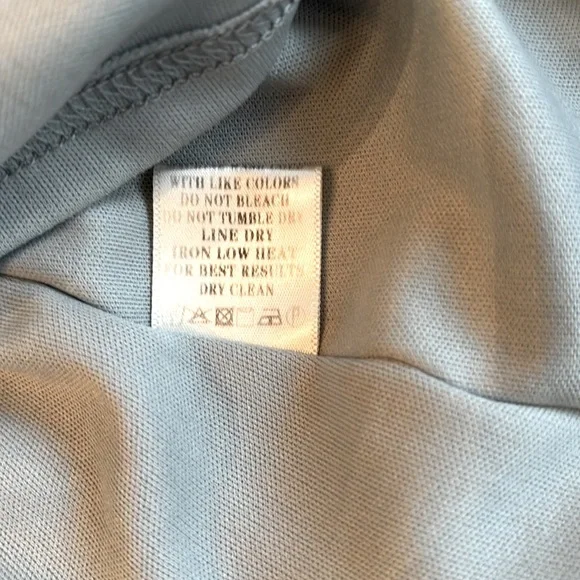 WITH LIKE COLORS
DO NOT BLEACH
DO NOT TUMBLE DRY
LINE DRY
IRON LOW HEAT
FOR BEST RESULTS
DRY CLEAN